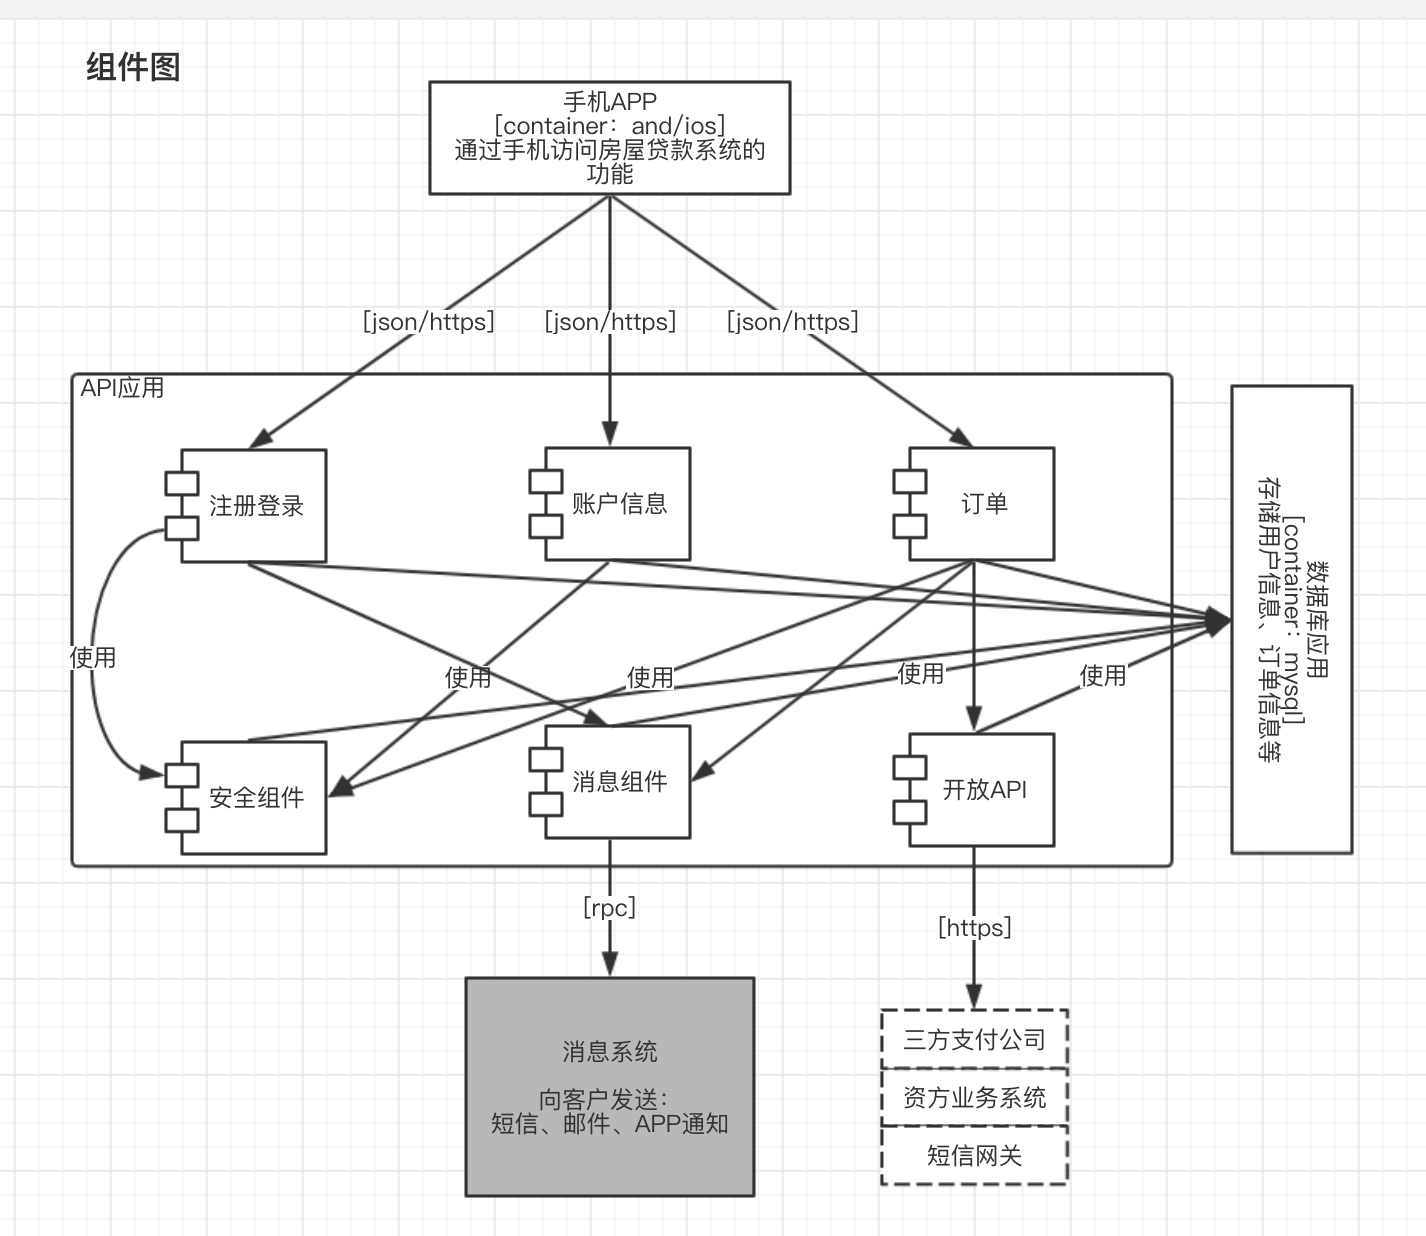 组件图
手机APP
[container：and/ios]
通过手机访问房屋贷款系统的
功能
[json/https]
[json/https]
[json/https]
API应用
注册登录
账户信息
订单
数据库应用
[container：mysql]
存储用户信息、订单信息等
使用
使用
使用
使用
使用
安全组件
消息组件
开放API
[rpc]
[https]
消息系统
向客户发送：
短信、邮件、APP通知
三方支付公司
资方业务系统
短信网关